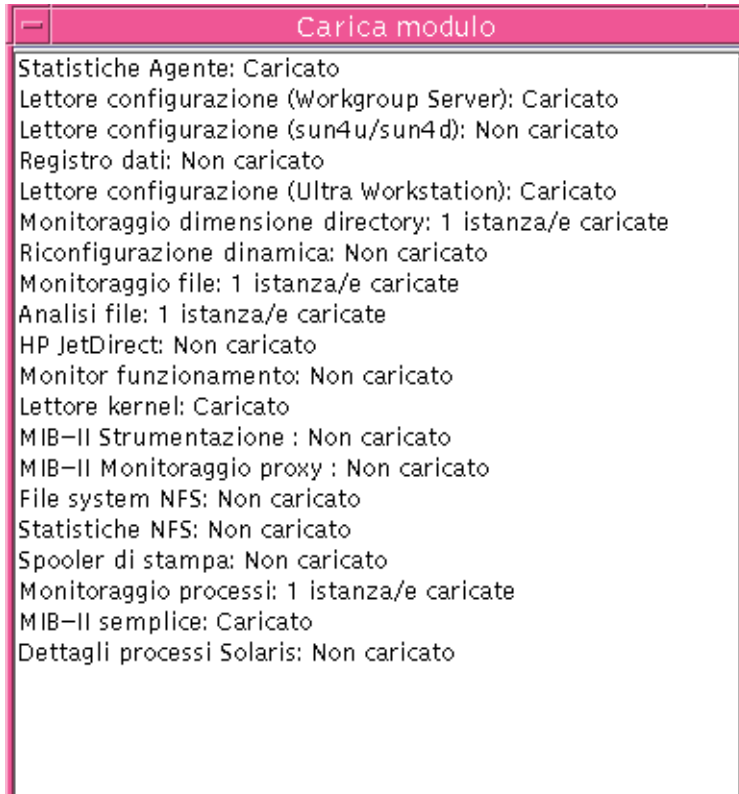 Carica modulo
Statistiche Agente: Caricato
Lettore configurazione (Workgroup Server): Caricato
Lettore configurazione (sun4u/sun4d): Non caricato
Registro dati: Non caricato
Lettore configurazione (Ultra Workstation): Caricato
Monitoraggio dimensione directory: 1 istanza/e caricate
Riconfigurazione dinamica: Non caricato
Monitoraggio file: 1 istanza/e caricate
Analisi file: 1 istanza/e caricate
HP JetDirect: Non caricato
Monitor funzionamento: Non caricato
Lettore kernel: Caricato
MIB-II Strumentazione : Non caricato
MIB-II Monitoraggio proxy : Non caricato
File system NFS: Non caricato
Statistiche NFS: Non caricato
Spooler di stampa: Non caricato
Monitoraggio processi: 1 istanza/e caricate
MIB-II semplice: Caricato
Dettagli processi Solaris: Non caricato